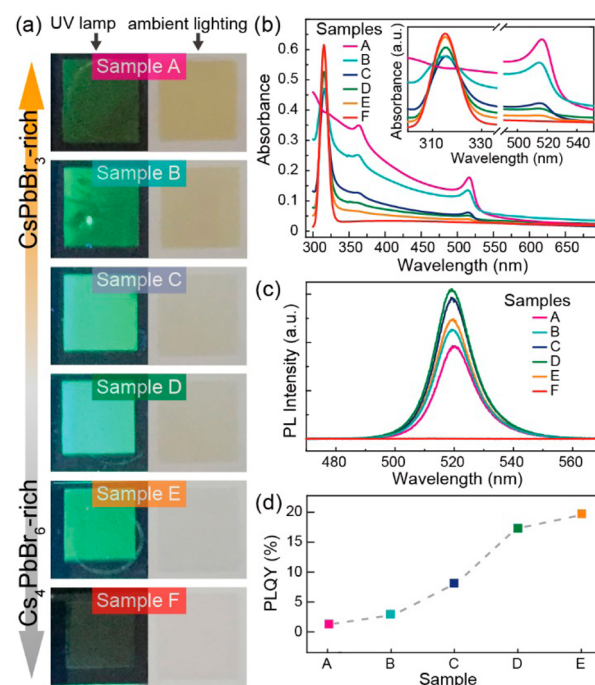 (a)
UV lamp
ambient lighting
CsPbBr3-rich
Cs4PbBr6-rich
Sample A
Sample B
Sample C
Sample D
Sample E
Sample F
(b)
Absorbance
0.6
0.5
0.4
0.3
0.2
0.1
0
Samples
A
B
C
D
E
F
300 350 400 450 500 550 600 650
Wavelength (nm)
Absorbance (a.u.)
310 330 500 520 540
Wavelength (nm)
(c)
PL Intensity (a.u.)
Samples
A
B
C
D
E
F
480 500 520 540 560
Wavelength (nm)
(d)
PLQY (%)
20
15
10
5
0
A B C D E
Sample